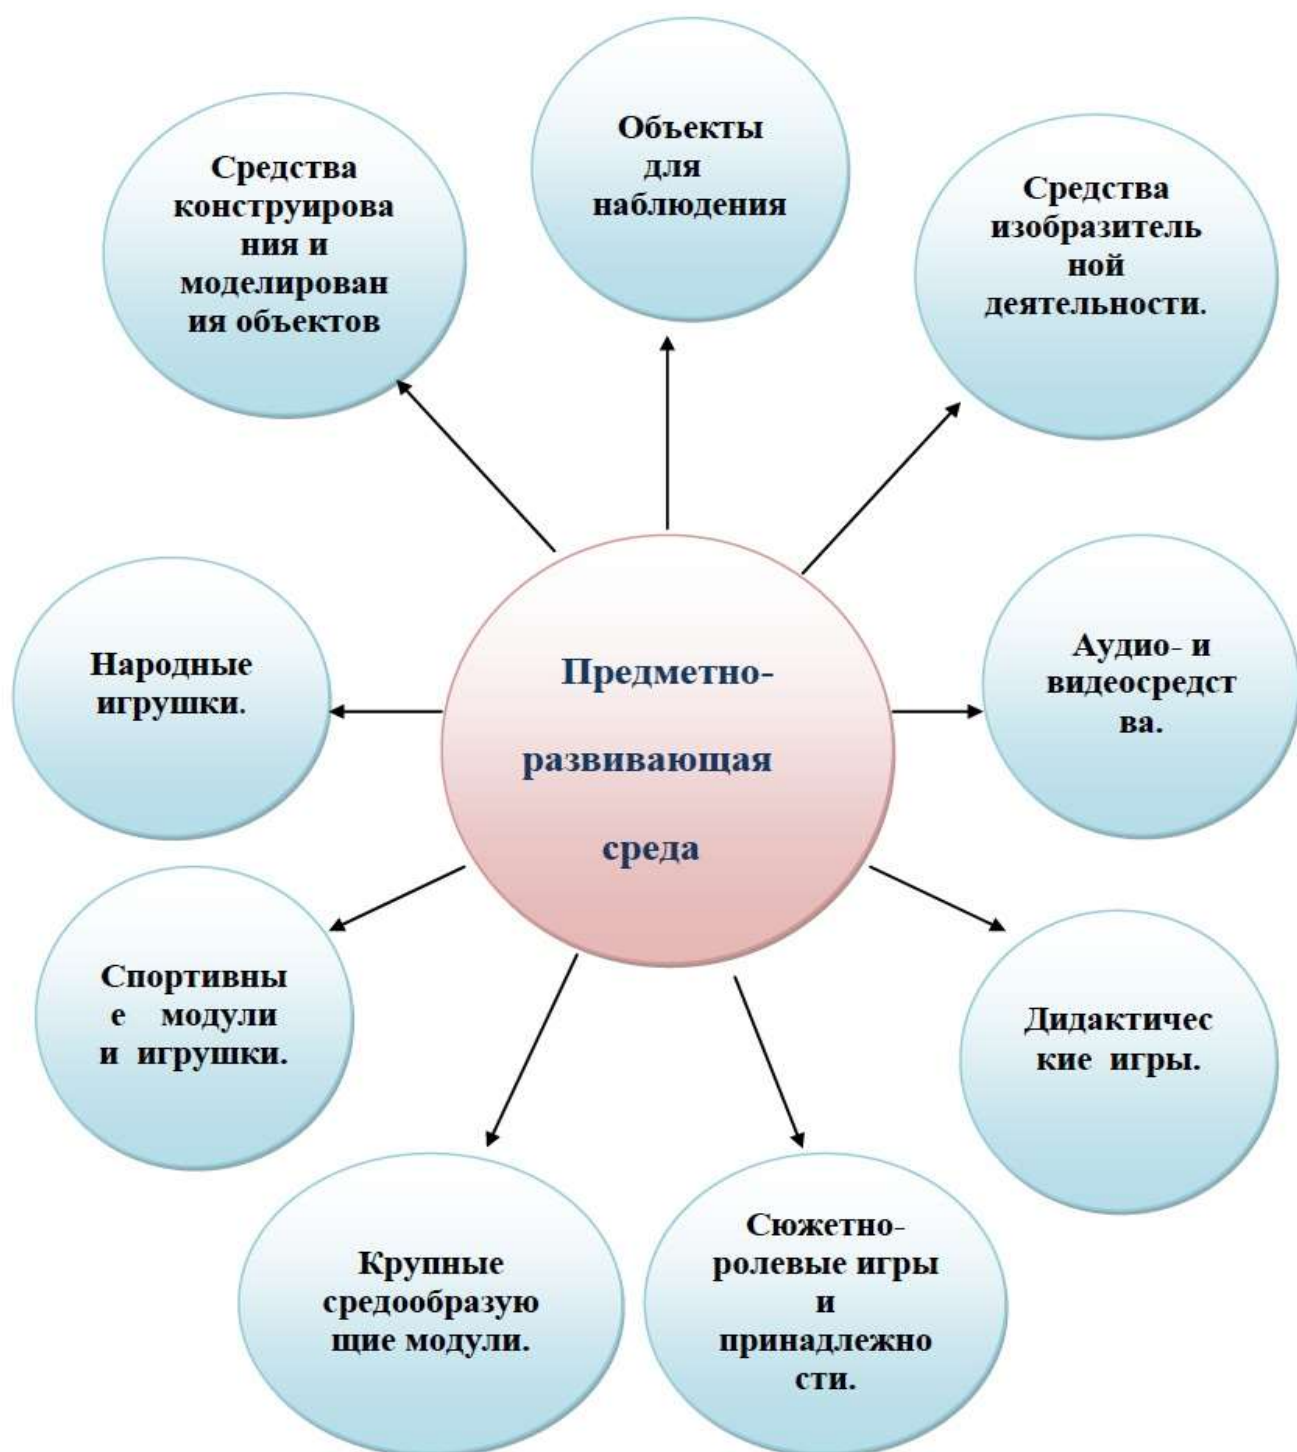 Объекты
для
наблюдения
Средства
конструирова
ния и
моделирован
ия объектов
Средства
изобразитель
ной
деятельности.
Народные
игрушки.
Предметно-
развивающая
среда
Аудио- и
видеосредст
ва.
Спортивны
е модули
и игрушки.
Дидактичес
кие игры.
Крупные
средообразую
щие модули.
Сюжетно-
ролевые игры
и
принадлежно
сти.